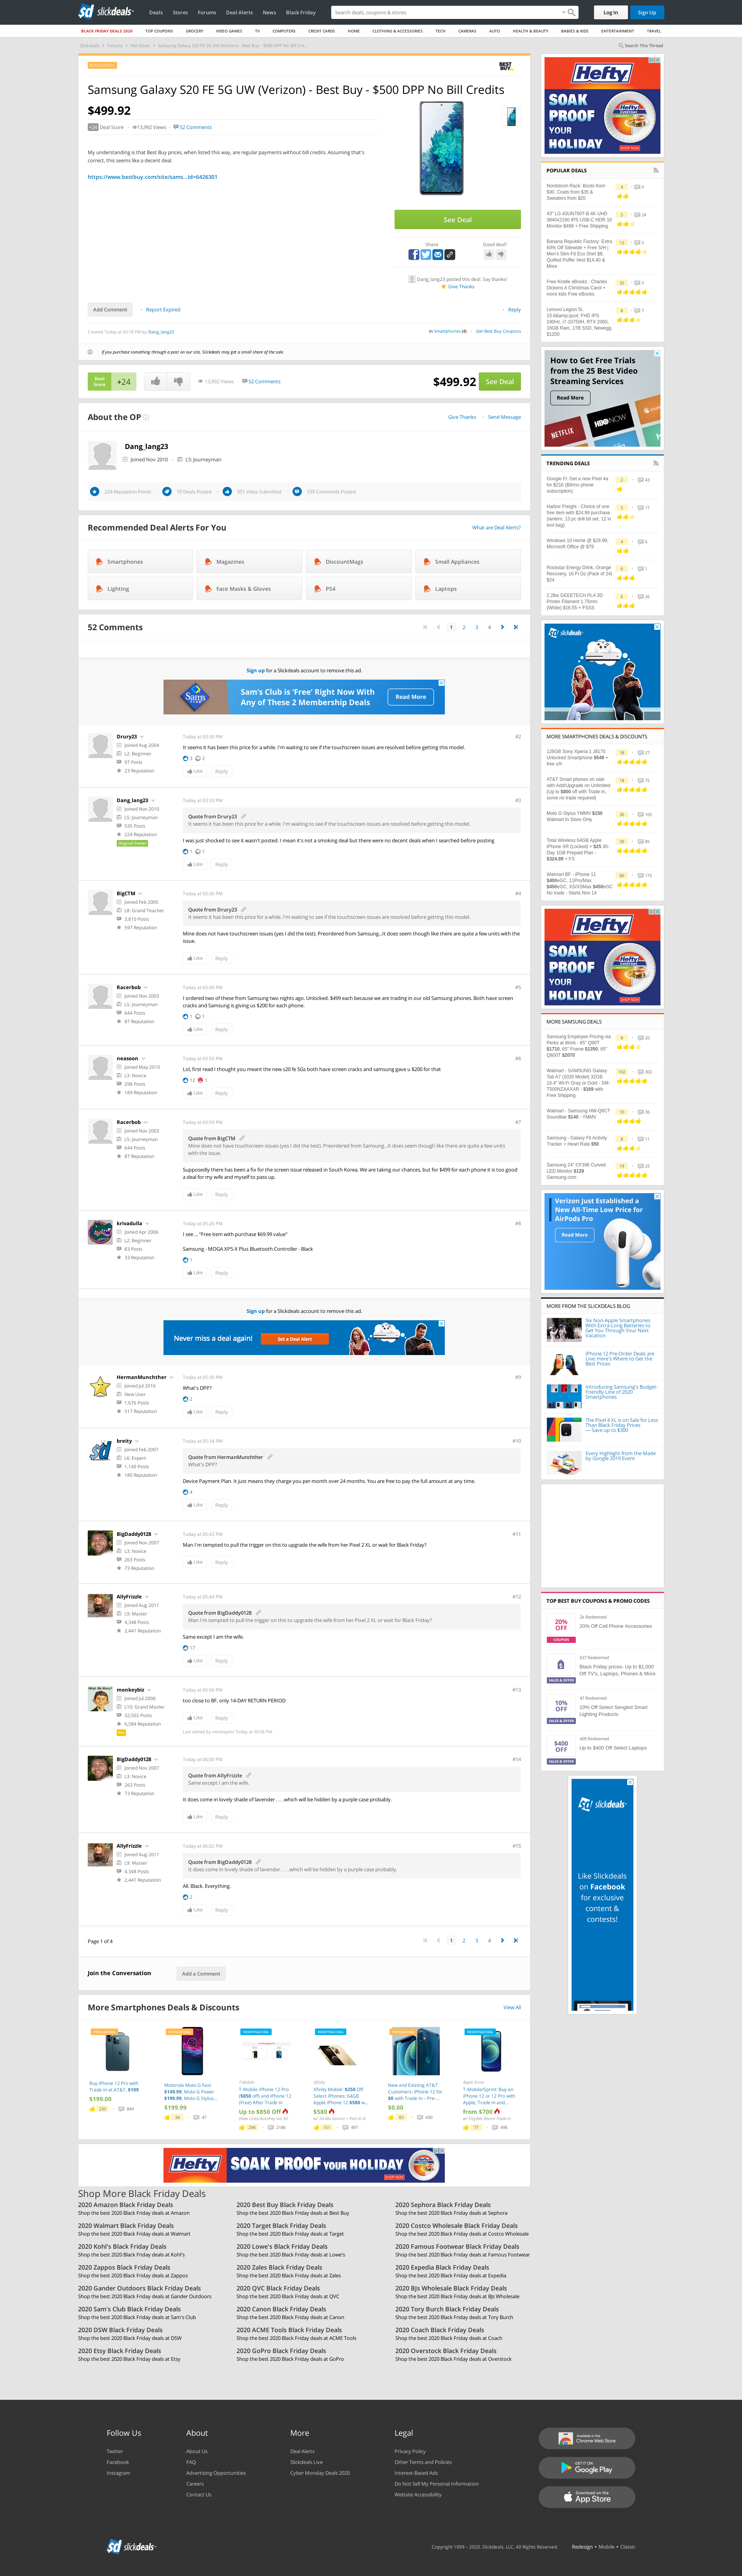 slickdeals
Deals
Stores
Forums
Deal Alerts
News
Black Friday
Search deals, coupons & stores
Log In
Sign Up
BLACK FRIDAY DEALS 2020
TOP COUPONS
GROCERY
VIDEO GAMES
TV
COMPUTERS
CREDIT CARDS
HOME
CLOTHING & ACCESSORIES
TECH
CAMERAS
AUTO
HEALTH & BEAUTY
BABIES & KIDS
ENTERTAINMENT
TRAVEL
Slickdeals
Forums
Hot Deals
Samsung Galaxy S20 FE 5G UW (Verizon) - Best Buy - $500 DPP No Bill Cre...
Search This Thread
BEST BUY
Samsung Galaxy S20 FE 5G UW (Verizon) - Best Buy - $500 DPP No Bill Credits
$499.92
+24 Deal Score
13,992 Views
52 Comments
My understanding is that Best Buy prices, when listed this way, are regular payments without bill credits. Assuming that's
correct, this seems like a decent deal.
https://www.bestbuy.com/site/sams...Id=6426301
See Deal
Share
Good deal?
Dang_lang23 posted this deal. Say thanks!
Give Thanks
Add Comment
Report Expired
Reply
Created Today at 03:18 PM by Dang_lang23
in Smartphones (4)
Get Best Buy Coupons
If you purchase something through a post on our site, Slickdeals may get a small share of the sale.
Deal Score
+24
13,992 Views
52 Comments
$499.92
See Deal
About the OP
Give Thanks
Send Message
Dang_lang23
Joined Nov 2010
L5: Journeyman
224 Reputation Points
10 Deals Posted
351 Votes Submitted
535 Comments Posted
Recommended Deal Alerts For You
What are Deal Alerts?
Smartphones
Magazines
DiscountMags
Small Appliances
Lighting
Face Masks & Gloves
PS4
Laptops
52 Comments
1 2 3 4
Sign up for a Slickdeals account to remove this ad.
Sam's Club is 'Free' Right Now With
Any of These 2 Membership Deals
Read More
Drury23
Joined Aug 2004
L2: Beginner
97 Posts
23 Reputation
Today at 03:30 PM
#2
It seems It has been this price for a while. I'm waiting to see if the touchscreen issues are resolved before getting this model.
3 2
Like
Reply
Dang_lang23
Joined Nov 2010
L5: Journeyman
535 Posts
224 Reputation
Original Poster
Today at 03:33 PM
#3
Quote from Drury23
It seems It has been this price for a while. I'm waiting to see if the touchscreen issues are resolved before getting this model.
I was just shocked to see it wasn't posted. I mean it's not a smoking deal but there were no decent deals when I searched before posting
1 1
Like
Reply
BigCTM
Joined Feb 2005
L8: Grand Teacher
3,810 Posts
597 Reputation
Today at 03:36 PM
#4
Quote from Drury23
It seems It has been this price for a while. I'm waiting to see if the touchscreen issues are resolved before getting this model.
Mine does not have touchscreen issues (yes I did the test). Preordered from Samsung...It does seem though like there are quite a few units with the
issue.
Like
Reply
Racerbob
Joined Nov 2003
L5: Journeyman
644 Posts
87 Reputation
Today at 03:40 PM
#5
I ordered two of these from Samsung two nights ago. Unlocked. $499 each because we are trading in our old Samsung phones. Both have screen
cracks and Samsung is giving us $200 for each phone.
1 1
Like
Reply
neasoon
Joined May 2010
L3: Novice
298 Posts
189 Reputation
Today at 03:55 PM
#6
Lol, first read I thought you meant the new s20 fe 5Gs both have screen cracks and samsung gave u $200 for that
12 1
Like
Reply
Racerbob
Joined Nov 2003
L5: Journeyman
644 Posts
87 Reputation
Today at 03:59 PM
#7
Quote from BigCTM
Mine does not have touchscreen issues (yes I did the test). Preordered from Samsung...It does seem though like there are quite a few units
with the issue.
Supposedly there has been a fix for the screen issue released in South Korea. We are taking our chances, but for $499 for each phone it is too good
a deal for my wife and myself to pass up.
Like
Reply
krivadulla
Joined Apr 2006
L2: Beginner
83 Posts
33 Reputation
Today at 05:26 PM
#8
I see ... "Free item with purchase $69.99 value"
Samsung - MOGA XP5-X Plus Bluetooth Controller - Black
1
Like
Reply
Sign up for a Slickdeals account to remove this ad.
Never miss a deal again!
Set a Deal Alert
HermanMunchther
Joined Jul 2016
New User
1,676 Posts
517 Reputation
Today at 05:30 PM
#9
What's DPP?
2
Like
Reply
breity
Joined Feb 2007
L6: Expert
1,149 Posts
180 Reputation
Today at 05:34 PM
#10
Quote from HermanMunchther
What's DPP?
Device Payment Plan. It just means they charge you per month over 24 months. You are free to pay the full amount at any time.
4
Like
Reply
BigDaddy0128
Joined Nov 2007
L3: Novice
263 Posts
73 Reputation
Today at 05:42 PM
#11
Man I'm tempted to pull the trigger on this to upgrade the wife from her Pixel 2 XL or wait for Black Friday?
Like
Reply
AllyFrizzle
Joined Aug 2011
L9: Master
4,348 Posts
2,441 Reputation
Today at 05:44 PM
#12
Quote from BigDaddy0128
Man I'm tempted to pull the trigger on this to upgrade the wife from her Pixel 2 XL or wait for Black Friday?
Same except I am the wife.
17
Like
Reply
monkeybiz
Joined Jul 2006
L10: Grand Master
32,502 Posts
6,584 Reputation
Pro
Today at 05:56 PM
#13
too close to BF, only 14-DAY RETURN PERIOD
Like
Reply
Last edited by monkeybiz Today at 05:58 PM.
BigDaddy0128
Joined Nov 2007
L3: Novice
263 Posts
73 Reputation
Today at 06:00 PM
#14
Quote from AllyFrizzle
Same except I am the wife.
It does come in lovely shade of lavender . . . .which will be hidden by a purple case probably.
Like
Reply
AllyFrizzle
Joined Aug 2011
L9: Master
4,348 Posts
2,441 Reputation
Today at 06:02 PM
#15
Quote from BigDaddy0128
It does come in lovely shade of lavender . . . .which will be hidden by a purple case probably.
All. Black. Everything.
2
Like
Reply
Page 1 of 4
1 2 3 4
Join the Conversation
Add a Comment
More Smartphones Deals & Discounts
View All
Buy iPhone 12 Pro with
Trade in at AT&T, $199
$199.00
230 844
Motorola Moto G Fast
$149.99, Moto G Power
$199.99, Moto G Stylus...
$199.99
34 47
T-Mobile
T-Mobile iPhone 12 Pro
($850 off) and iPhone 12
(Free) After Trade In
Up to $850 Off
294 2186
Xfinity
Xfinity Mobile: $250 Off
Select iPhones: 64GB
Apple iPhone 12 $580 w...
$580
151 497
New and Existing AT&T
Customers: iPhone 12 for
$0 with Trade in – Pre-...
$0.00
83 430
Apple Store
T-Mobile/Sprint: Buy an
iPhone 12 or 12 Pro with
Apple, Trade In and...
from $700
77 496
Hefty
SOAK PROOF YOUR HOLIDAY
SHOP NOW
Shop More Black Friday Deals
2020 Amazon Black Friday Deals
Shop the best 2020 Black Friday deals at Amazon
2020 Best Buy Black Friday Deals
Shop the best 2020 Black Friday deals at Best Buy
2020 Sephora Black Friday Deals
Shop the best 2020 Black Friday deals at Sephora
2020 Walmart Black Friday Deals
Shop the best 2020 Black Friday deals at Walmart
2020 Target Black Friday Deals
Shop the best 2020 Black Friday deals at Target
2020 Costco Wholesale Black Friday Deals
Shop the best 2020 Black Friday deals at Costco Wholesale
2020 Kohl's Black Friday Deals
Shop the best 2020 Black Friday deals at Kohl's
2020 Lowe's Black Friday Deals
Shop the best 2020 Black Friday deals at Lowe's
2020 Famous Footwear Black Friday Deals
Shop the best 2020 Black Friday deals at Famous Footwear
2020 Zappos Black Friday Deals
Shop the best 2020 Black Friday deals at Zappos
2020 Zales Black Friday Deals
Shop the best 2020 Black Friday deals at Zales
2020 Expedia Black Friday Deals
Shop the best 2020 Black Friday deals at Expedia
2020 Gander Outdoors Black Friday Deals
Shop the best 2020 Black Friday deals at Gander Outdoors
2020 QVC Black Friday Deals
Shop the best 2020 Black Friday deals at QVC
2020 BJs Wholesale Black Friday Deals
Shop the best 2020 Black Friday deals at BJs Wholesale
2020 Sam's Club Black Friday Deals
Shop the best 2020 Black Friday deals at Sam's Club
2020 Canon Black Friday Deals
Shop the best 2020 Black Friday deals at Canon
2020 Tory Burch Black Friday Deals
Shop the best 2020 Black Friday deals at Tory Burch
2020 DSW Black Friday Deals
Shop the best 2020 Black Friday deals at DSW
2020 ACME Tools Black Friday Deals
Shop the best 2020 Black Friday deals at ACME Tools
2020 Coach Black Friday Deals
Shop the best 2020 Black Friday deals at Coach
2020 Etsy Black Friday Deals
Shop the best 2020 Black Friday deals at Etsy
2020 GoPro Black Friday Deals
Shop the best 2020 Black Friday deals at GoPro
2020 Overstock Black Friday Deals
Shop the best 2020 Black Friday deals at Overstock
Hefty
SOAK
PROOF
YOUR
HOLIDAY
SHOP NOW
POPULAR DEALS
Nordstrom Rack: Boots from
$30, Coats from $35 &
Sweaters from $20
43" LG 43UN700T-B 4K UHD
3840x2160 IPS USB-C HDR 10
Monitor $499 + Free Shipping
Banana Republic Factory: Extra
60% Off Sitewide + Free S/H |
Men's Slim-Fit Eco Shirt $8,
Quilted Puffer Vest $14.40 &
More
Free Kindle eBooks : Charles
Dickens A Christmas Carol +
more kids Free eBooks
Lenovo Legion 5i,
15.6&quot; FHD IPS
240Hz, i7-10750H, RTX 2060,
16GB Ram, 1TB SSD, Newegg,
$1200
How to Get Free Trials
from the 25 Best Video
Streaming Services
Read More
NETFLIX
HBO NOW
TRENDING DEALS
Google Fi: Get a new Pixel 4a
for $216 ($9/mo phone
subscription)
Harbor Freight - Choice of one
free item with $24.99 purchase
(lantern, 13 pc drill bit set, 12 in
tool bag)
Windows 10 Home @ $29.99,
Microsoft Office @ $79
Rockstar Energy Drink, Orange
Recovery, 16 Fl Oz (Pack of 24)
$24
2.2lbs GEEETECH PLA 3D
Printer Filament 1.75mm
(White) $16.55 + FSSS
slickdeals
MORE SMARTPHONES DEALS & DISCOUNTS
128GB Sony Xperia 1 J8170
Unlocked Smartphone $549 +
free s/h
AT&T Smart phones on sale
with Add/Upgrade on Unlimited
(Up to $800 off with Trade In,
some no trade required)
Moto G Stylus YMMV $150
Walmart In Store Only
Total Wireless 64GB Apple
iPhone XR (Locked) + $25 30-
Day 1GB Prepaid Plan -
$324.99 + FS
Walmart BF - iPhone 11
$400eGC, 11Pro/Max
$450eGC, XS/XSMax $450eGC
No trade - Starts Nov 14
Hefty
SOAK
PROOF
YOUR
HOLIDAY
SHOP NOW
MORE SAMSUNG DEALS
Samsung Employee Pricing via
Perks at Work - 65" Q90T
$1710, 65" Frame $1350, 65"
Q800T $2070
Walmart - SAMSUNG Galaxy
Tab A7 (2020 Model) 32GB
10.4" Wi-Fi Gray or Gold - SM-
T500NZAAXAR - $169 with
Free Shipping
Walmart - Samsung HW-Q6CT
Soundbar $145 - YMMV
Samsung - Galaxy Fit Activity
Tracker + Heart Rate $50
Samsung 24" CF396 Curved
LED Monitor $129
Samsung.com
Verizon Just Established a
New All-Time Low Price for
AirPods Pro
Read More
MORE FROM THE SLICKDEALS BLOG
Six Non-Apple Smartphones
With Extra-Long Batteries to
Get You Through Your Next
Vacation
iPhone 12 Pre-Order Deals are
Live: Here's Where to Get the
Best Prices
Introducing Samsung's Budget-
Friendly Line of 2020
Smartphones
The Pixel 4 XL is on Sale for Less
Than Black Friday Prices
— Save up to $300
Every Highlight from the Made
by Google 2019 Event
TOP BEST BUY COUPONS & PROMO CODES
20% OFF
COUPON
2k Redeemed
20% Off Cell Phone Accessories
SALES & OFFER
537 Redeemed
Black Friday prices- Up to $1,000
Off TV's, Laptops, Phones & More
10% OFF
SALES & OFFER
47 Redeemed
10% Off Select Sengled Smart
Lighting Products
$400 OFF
SALES & OFFER
409 Redeemed
Up to $400 Off Select Laptops
slickdeals
Like Slickdeals
on Facebook
for exclusive
content &
contests!
Follow Us
Twitter
Facebook
Instagram
About
About Us
FAQ
Advertising Opportunities
Careers
Contact Us
More
Deal Alerts
Slickdeals Live
Cyber Monday Deals 2020
Legal
Privacy Policy
Other Terms and Policies
Interest-Based Ads
Do Not Sell My Personal Information
Website Accessibility
Available in the
Chrome Web Store
GET IT ON
Google Play
Download on the
App Store
slickdeals
Copyright 1999 – 2020. Slickdeals, LLC. All Rights Reserved.
Redesign • Mobile • Classic